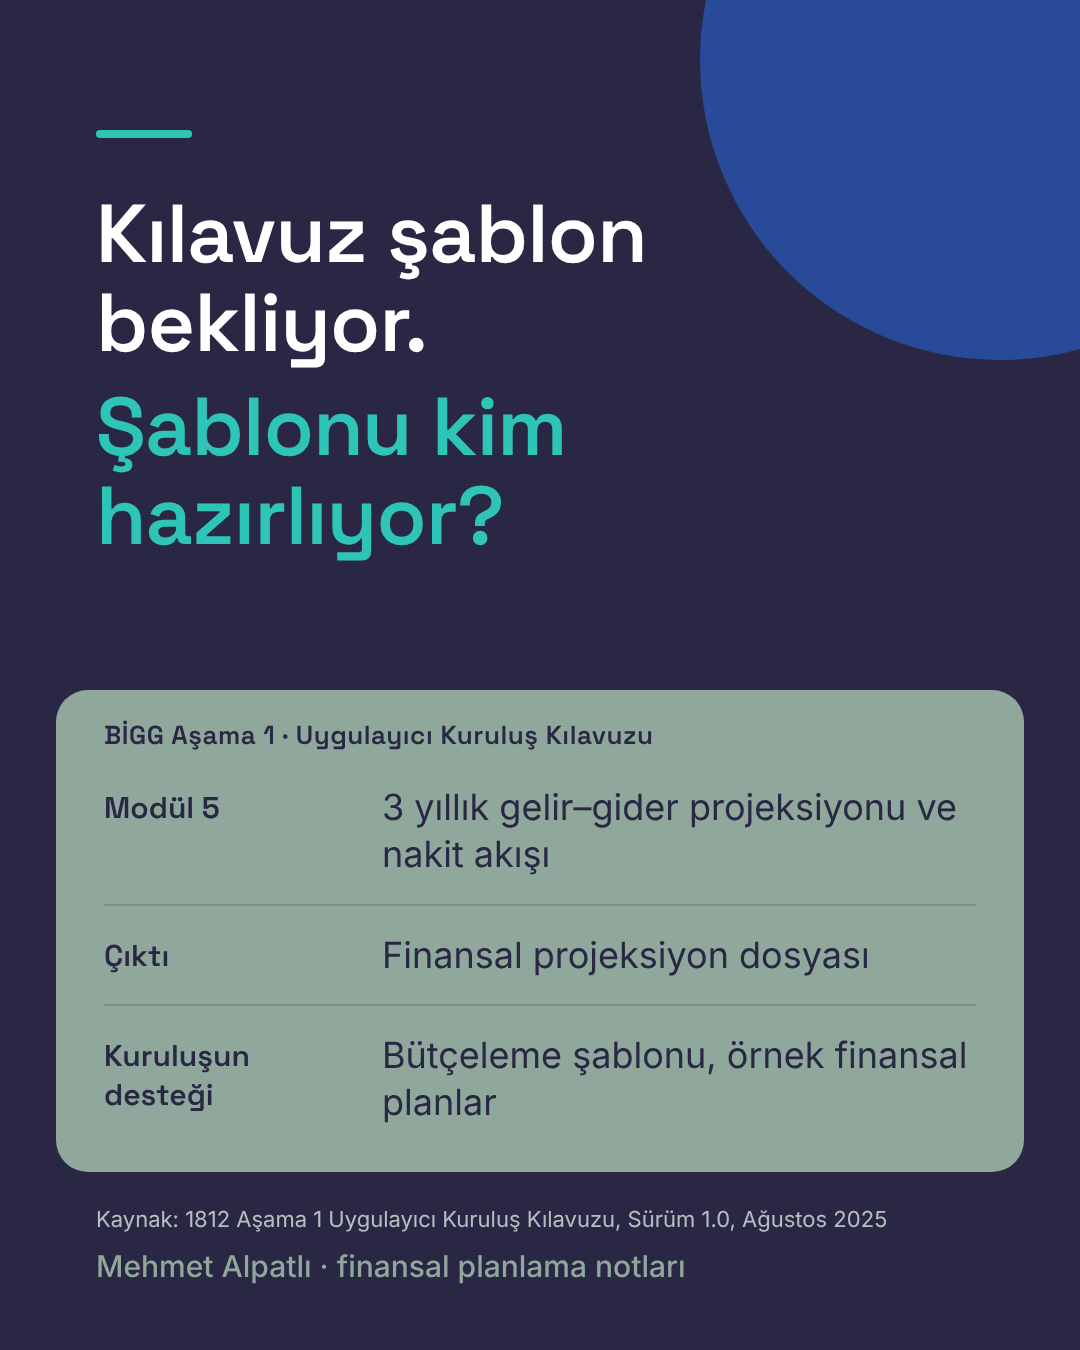 Kılavuz şablon
bekliyor.
Şablonu kim
hazırlıyor?
BİGG Aşama 1 · Uygulayıcı Kuruluş Kılavuzu
Modül 5
3 yıllık gelir–gider projeksiyonu ve
nakit akışı
Çıktı
Finansal projeksiyon dosyası
Kuruluşun
desteği
Bütçeleme şablonu, örnek finansal
planlar
Kaynak: 1812 Aşama 1 Uygulayıcı Kuruluş Kılavuzu, Sürüm 1.0, Ağustos 2025
Mehmet Alpatlı · finansal planlama notları